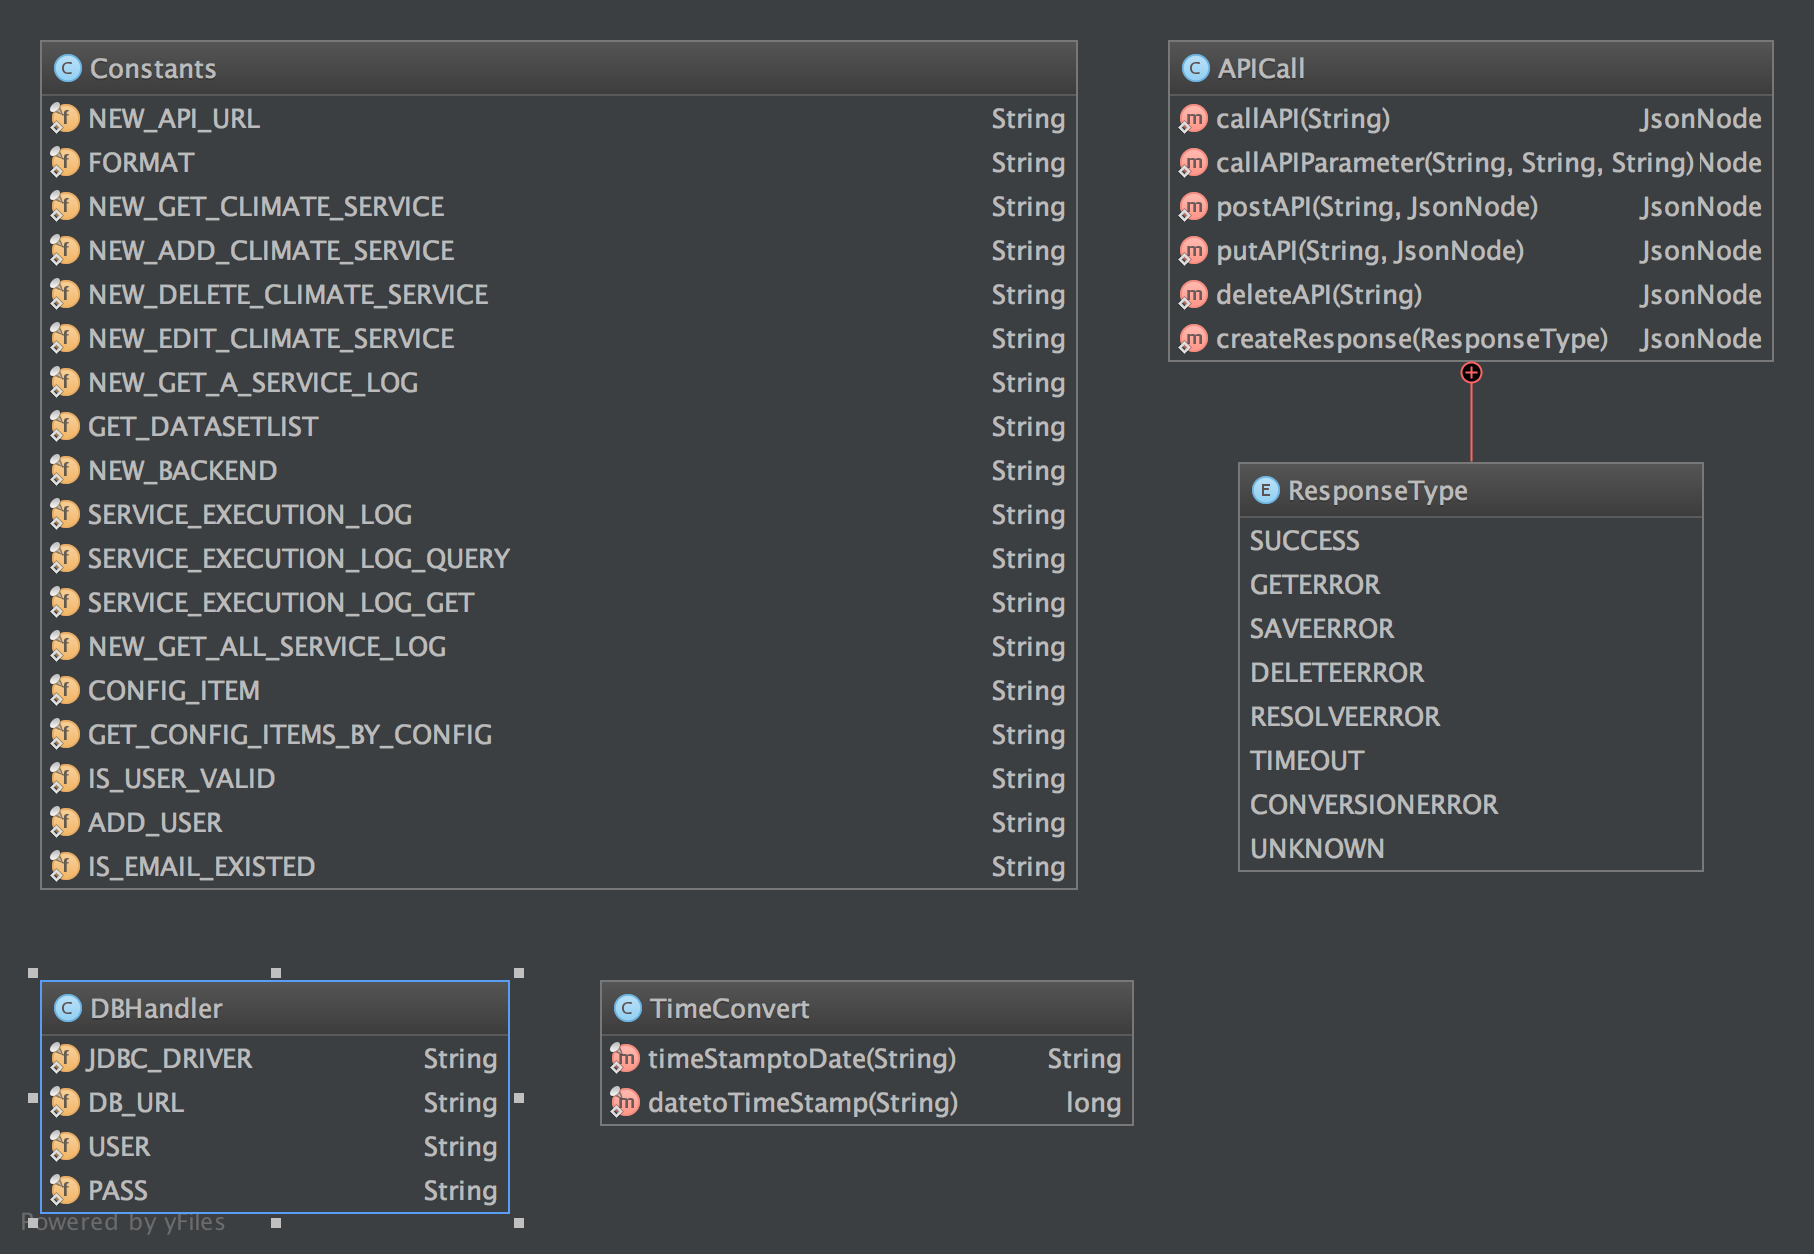 C Constants
f NEW_API_URL String
f FORMAT String
f NEW_GET_CLIMATE_SERVICE String
f NEW_ADD_CLIMATE_SERVICE String
f NEW_DELETE_CLIMATE_SERVICE String
f NEW_EDIT_CLIMATE_SERVICE String
f NEW_GET_A_SERVICE_LOG String
f GET_DATASETLIST String
f NEW_BACKEND String
f SERVICE_EXECUTION_LOG String
f SERVICE_EXECUTION_LOG_QUERY String
f SERVICE_EXECUTION_LOG_GET String
f NEW_GET_ALL_SERVICE_LOG String
f CONFIG_ITEM String
f GET_CONFIG_ITEMS_BY_CONFIG String
f IS_USER_VALID String
f ADD_USER String
f IS_EMAIL_EXISTED String
C APICall
m callAPI(String) JsonNode
m callAPIParameter(String, String, String) Node
m postAPI(String, JsonNode) JsonNode
m putAPI(String, JsonNode) JsonNode
m deleteAPI(String) JsonNode
m createResponse(ResponseType) JsonNode
E ResponseType
SUCCESS
GETERROR
SAVEERROR
DELETEERROR
RESOLVEERROR
TIMEOUT
CONVERSIONERROR
UNKNOWN
C DBHandler
f JDBC_DRIVER String
f DB_URL String
f USER String
f PASS String
C TimeConvert
m timeStamptoDate(String) String
m datetoTimeStamp(String) long
Powered by yFiles